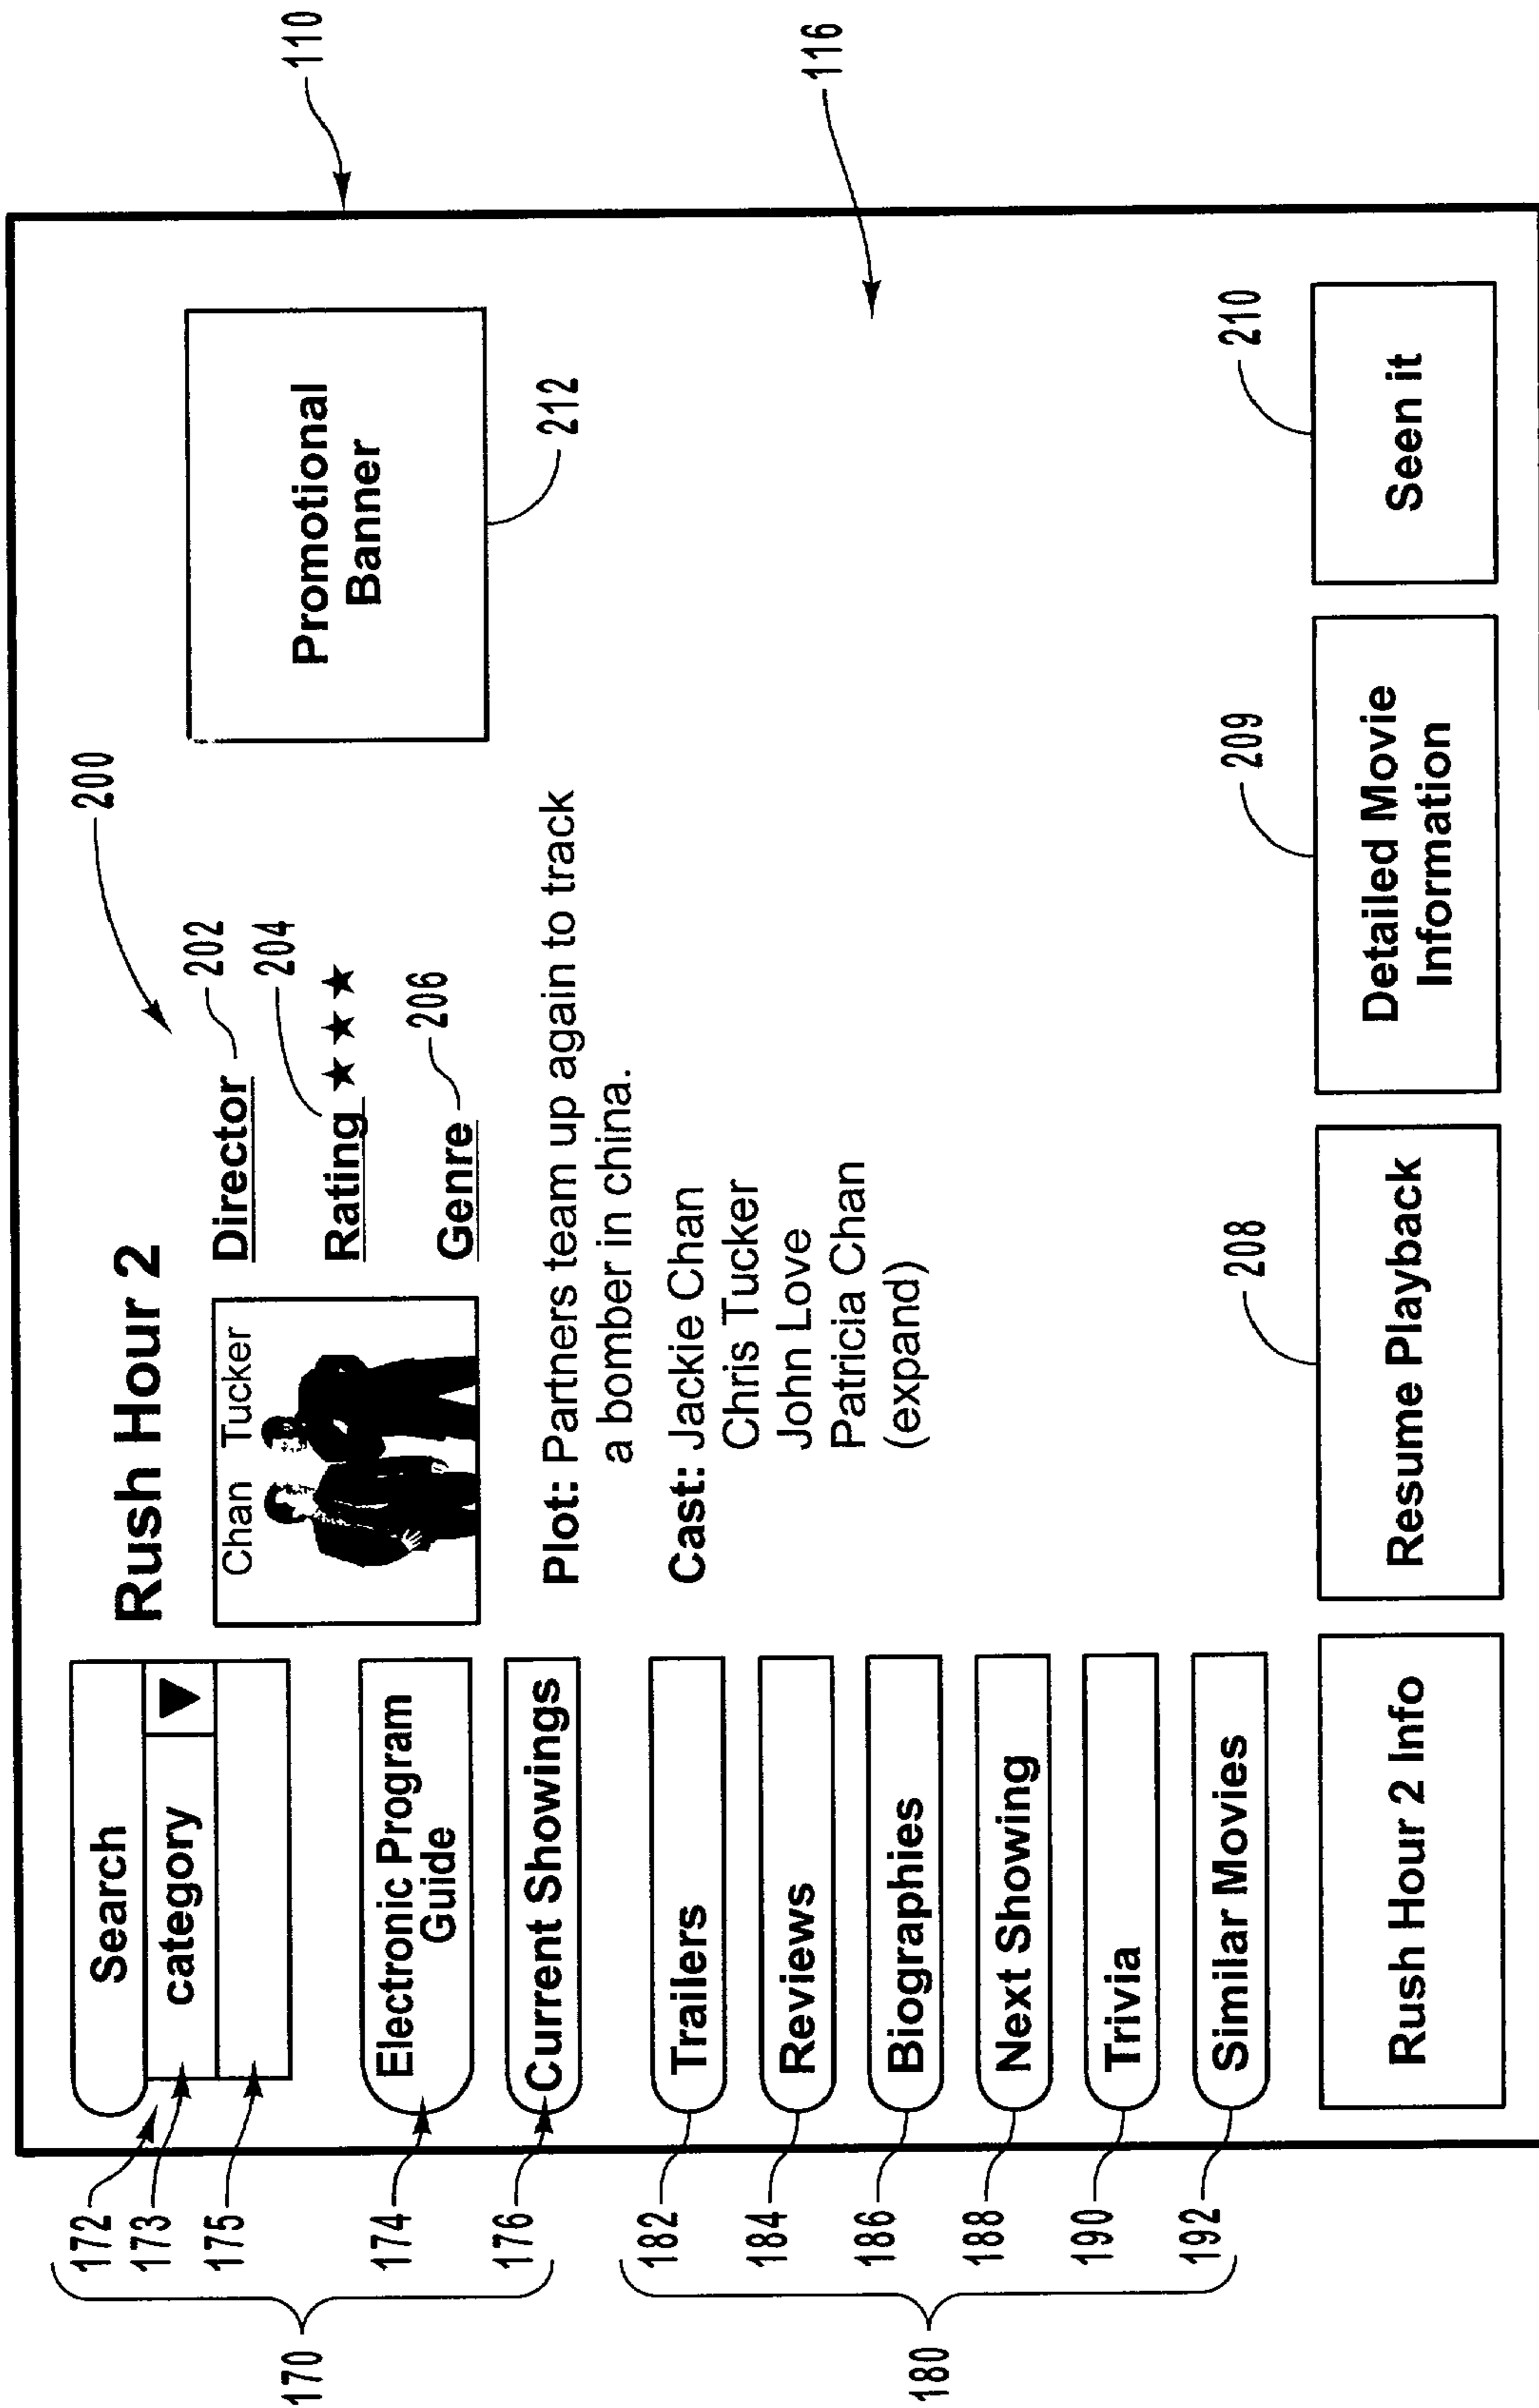 110
116
200
Rush Hour 2
Search
category
172
173
175
170
Chan Tucker
Director
202
Rating ★ ★ ★
204
Genre
206
Promotional
Banner
212
Electronic Program
Guide
174
Current Showings
176
Plot: Partners team up again to track
a bomber in china.
Cast: Jackie Chan
Chris Tucker
John Love
Patricia Chan
(expand)
Trailers
182
Reviews
184
Biographies
186
Next Showing
188
Trivia
190
Similar Movies
192
180
Rush Hour 2 Info
Resume Playback
208
Detailed Movie
Information
209
Seen it
210